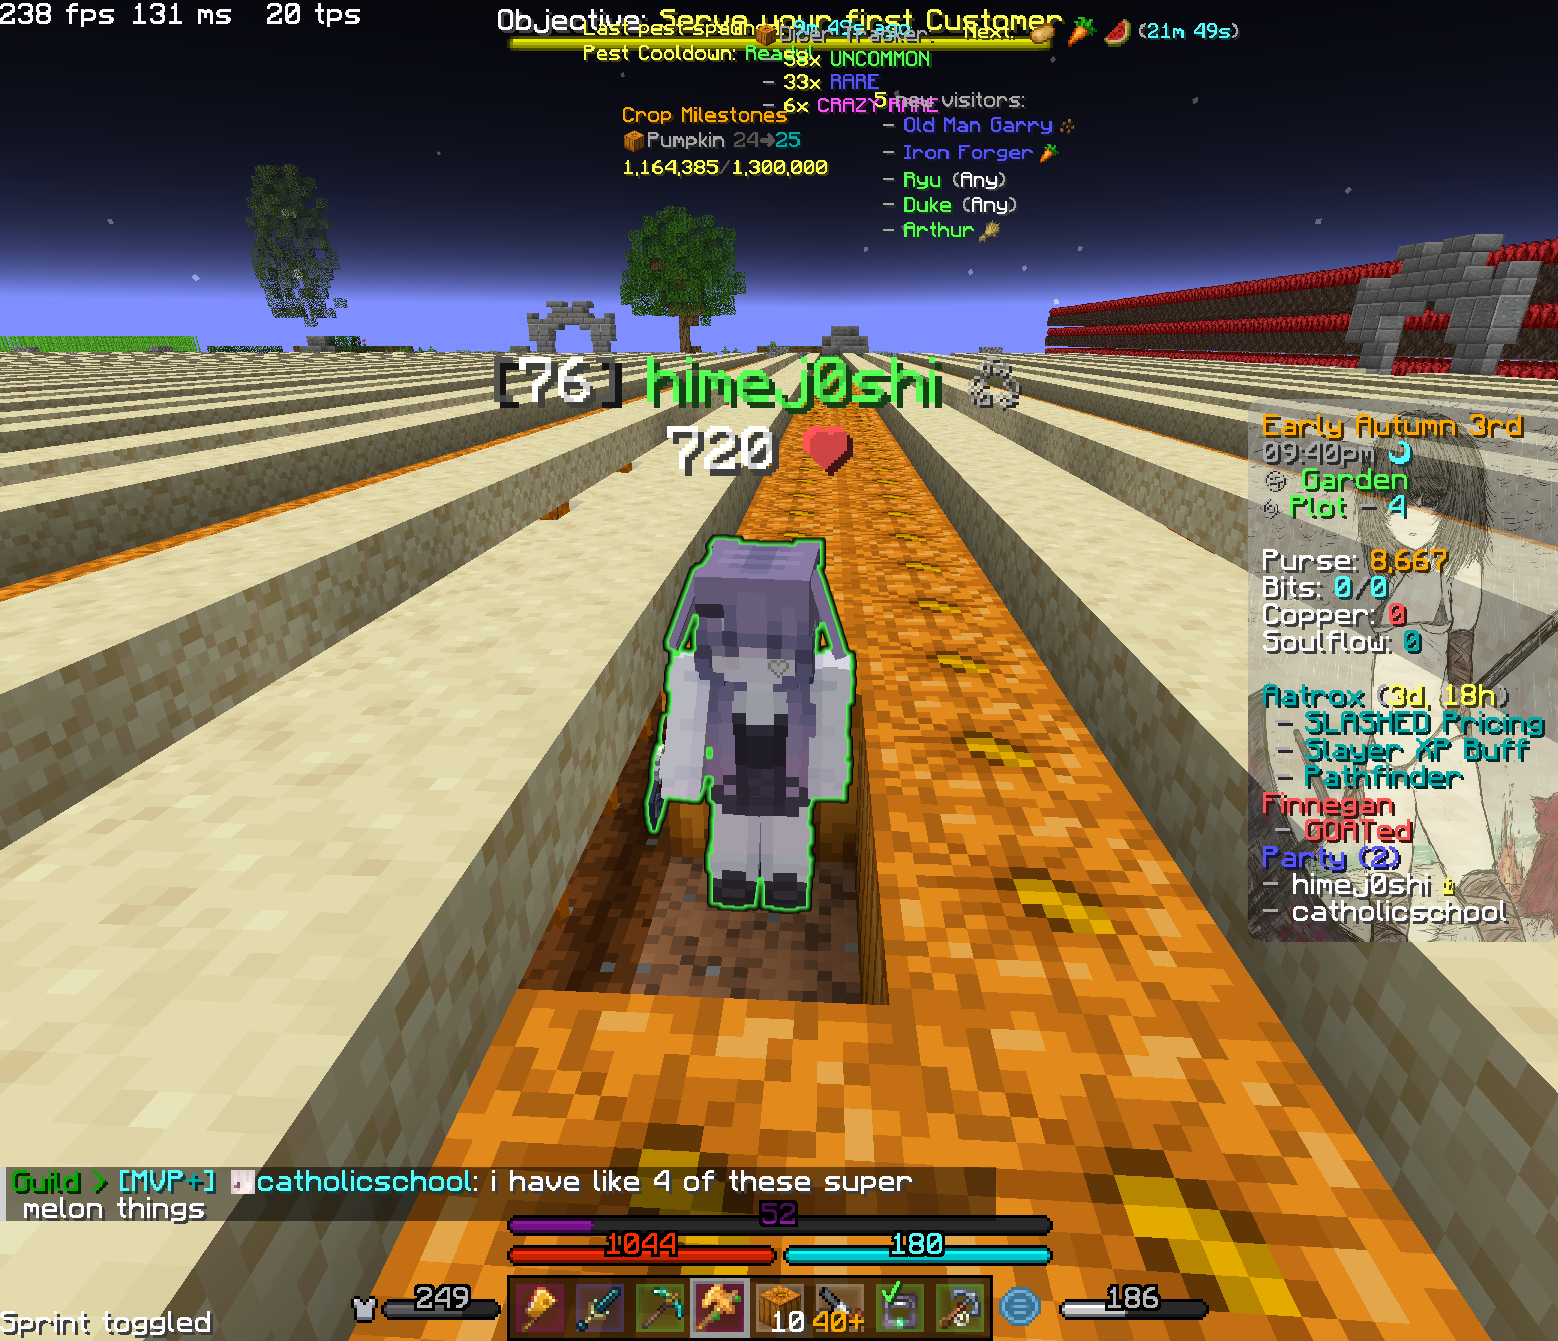 238 fps 131 ms 20 tps
Objective: Serve your first Customer
Last pest spawned: 9m 49s ago
Pest Cooldown: Ready!
Dicer Tracker:
– 58x UNCOMMON
– 33x RARE
– 6x CRAZY RARE
Next: (21m 49s)
5 new visitors:
– Old Man Garry
– Iron Forger
– Ryu (Any)
– Duke (Any)
– Arthur
Crop Milestones
Pumpkin 24➜25
1,164,385/1,300,000
[76] himej0shi
720 ❤
Early Autumn 3rd
09:40pm
Garden
Plot - 4
Purse: 8,667
Bits: 0/0
Copper: 0
Soulflow: 0
Aatrox (3d, 18h)
– SLASHED Pricing
– Slayer XP Buff
– Pathfinder
Finnegan
– GOATed
Party (2)
– himej0shi
– catholicschool
Guild > [MVP+] catholicschool: i have like 4 of these super
melon things
52
1044 180
249 10 40+ 186
Sprint toggled